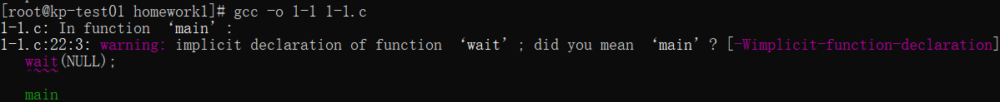 [root@kp-test01 homework1]# gcc -o 1-1 1-1.c
1-1.c: In function ‘main’:
1-1.c:22:3: warning: implicit declaration of function ‘wait’; did you mean ‘main’? [-Wimplicit-function-declaration]
   wait(NULL);
   ^~~~
   main